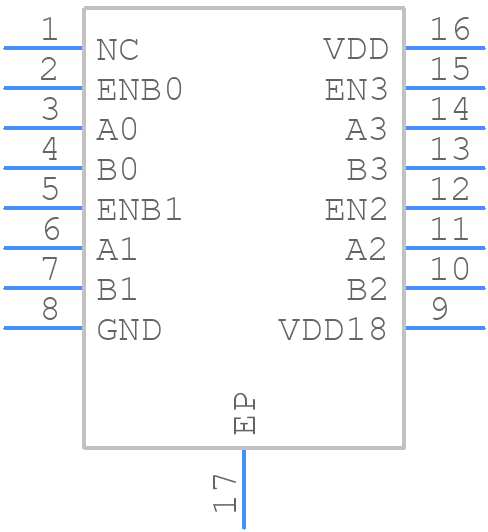 1 NC VDD 16
2 ENB0 EN3 15
3 A0 A3 14
4 B0 B3 13
5 ENB1 EN2 12
6 A1 A2 11
7 B1 B2 10
8 GND VDD18 9
EP
17